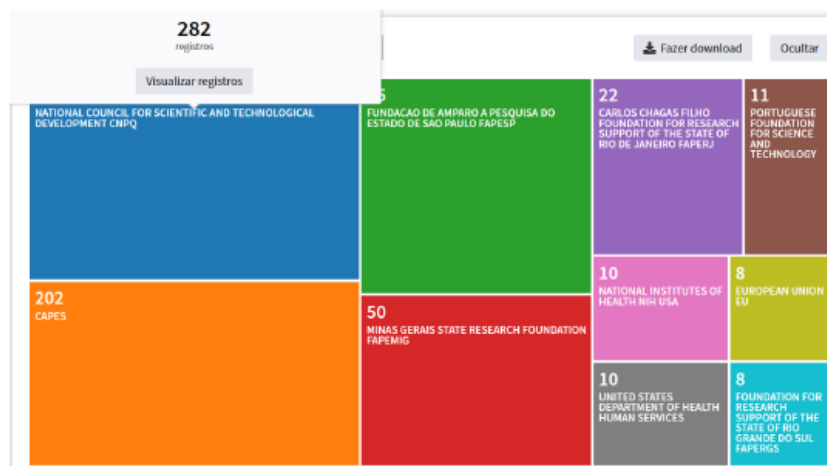 282
registros
Visualizar registros
Fazer download
Ocultar
NATIONAL COUNCIL FOR SCIENTIFIC AND TECHNOLOGICAL
DEVELOPMENT CNPQ
FUNDACAO DE AMPARO A PESQUISA DO
ESTADO DE SAO PAULO FAPESP
22
CARLOS CHAGAS FILHO
FOUNDATION FOR RESEARCH
SUPPORT OF THE STATE OF
RIO DE JANEIRO FAPERJ
11
PORTUGUESE
FOUNDATION
FOR SCIENCE
AND
TECHNOLOGY
202
CAPES
50
MINAS GERAIS STATE RESEARCH FOUNDATION
FAPEMIG
10
NATIONAL INSTITUTES OF
HEALTH NIH USA
8
EUROPEAN UNION
EU
10
UNITED STATES
DEPARTMENT OF HEALTH
HUMAN SERVICES
8
FOUNDATION FOR
RESEARCH
SUPPORT OF THE
STATE OF RIO
GRANDE DO SUL
FAPERGS